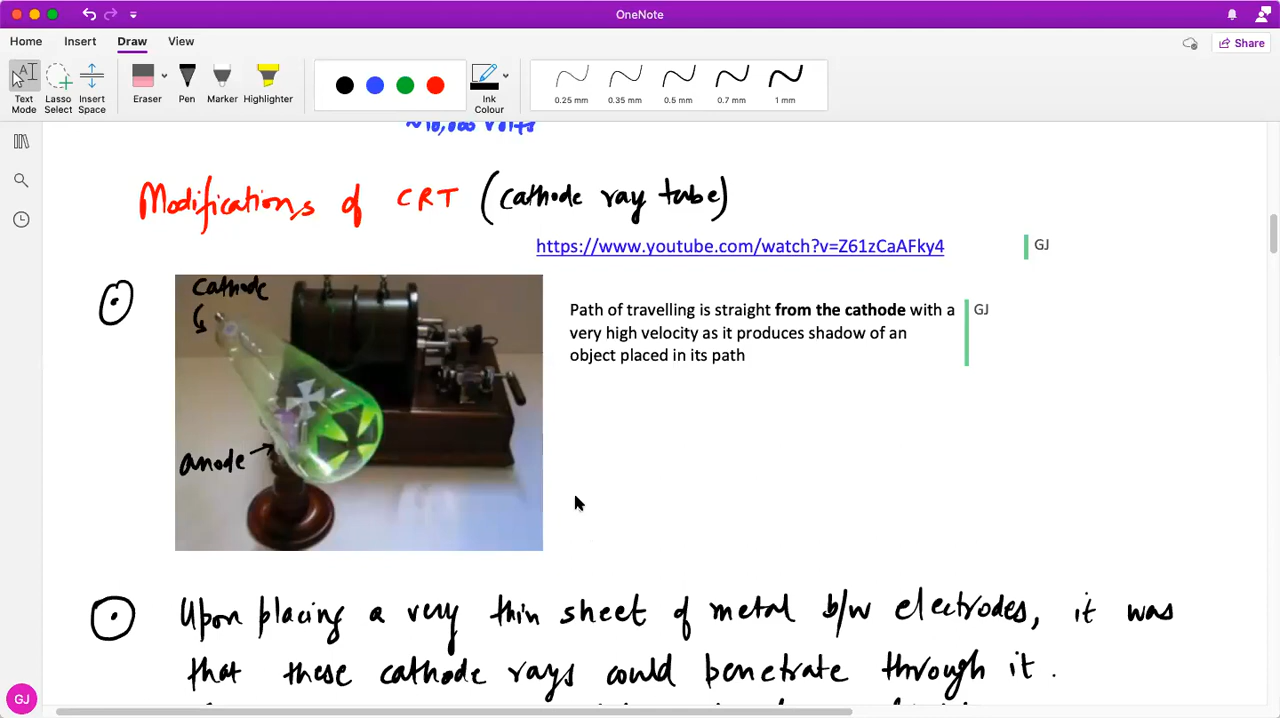 OneNote
Home Insert Draw View
Share
Text Mode
Lasso Select
Insert Space
Eraser
Pen
Marker
Highlighter
Ink Colour
0.25 mm
0.35 mm
0.5 mm
0.7 mm
1 mm
Volts
Modifications of CRT (cathode ray tube)
https://www.youtube.com/watch?v=Z61zCaAFky4
GJ
Cathode
Path of travelling is straight from the cathode with a
very high velocity as it produces shadow of an
object placed in its path
GJ
anode
Upon placing a very thin sheet of metal b/w electrodes, it was
that these cathode rays could penetrate through it.
GJ